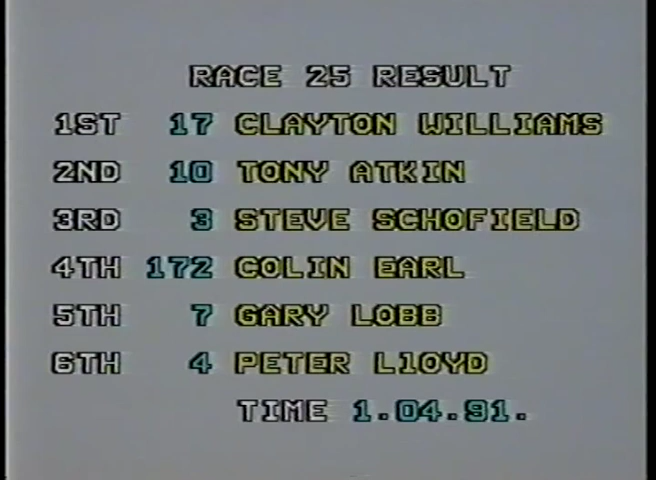 RACE 25 RESULT
1ST 17 CLAYTON WILLIAMS
2ND 10 TONY ATKIN
3RD 3 STEVE SCHOFIELD
4TH 172 COLIN EARL
5TH 7 GARY LOBB
6TH 4 PETER LLOYD
TIME 1.04.91.